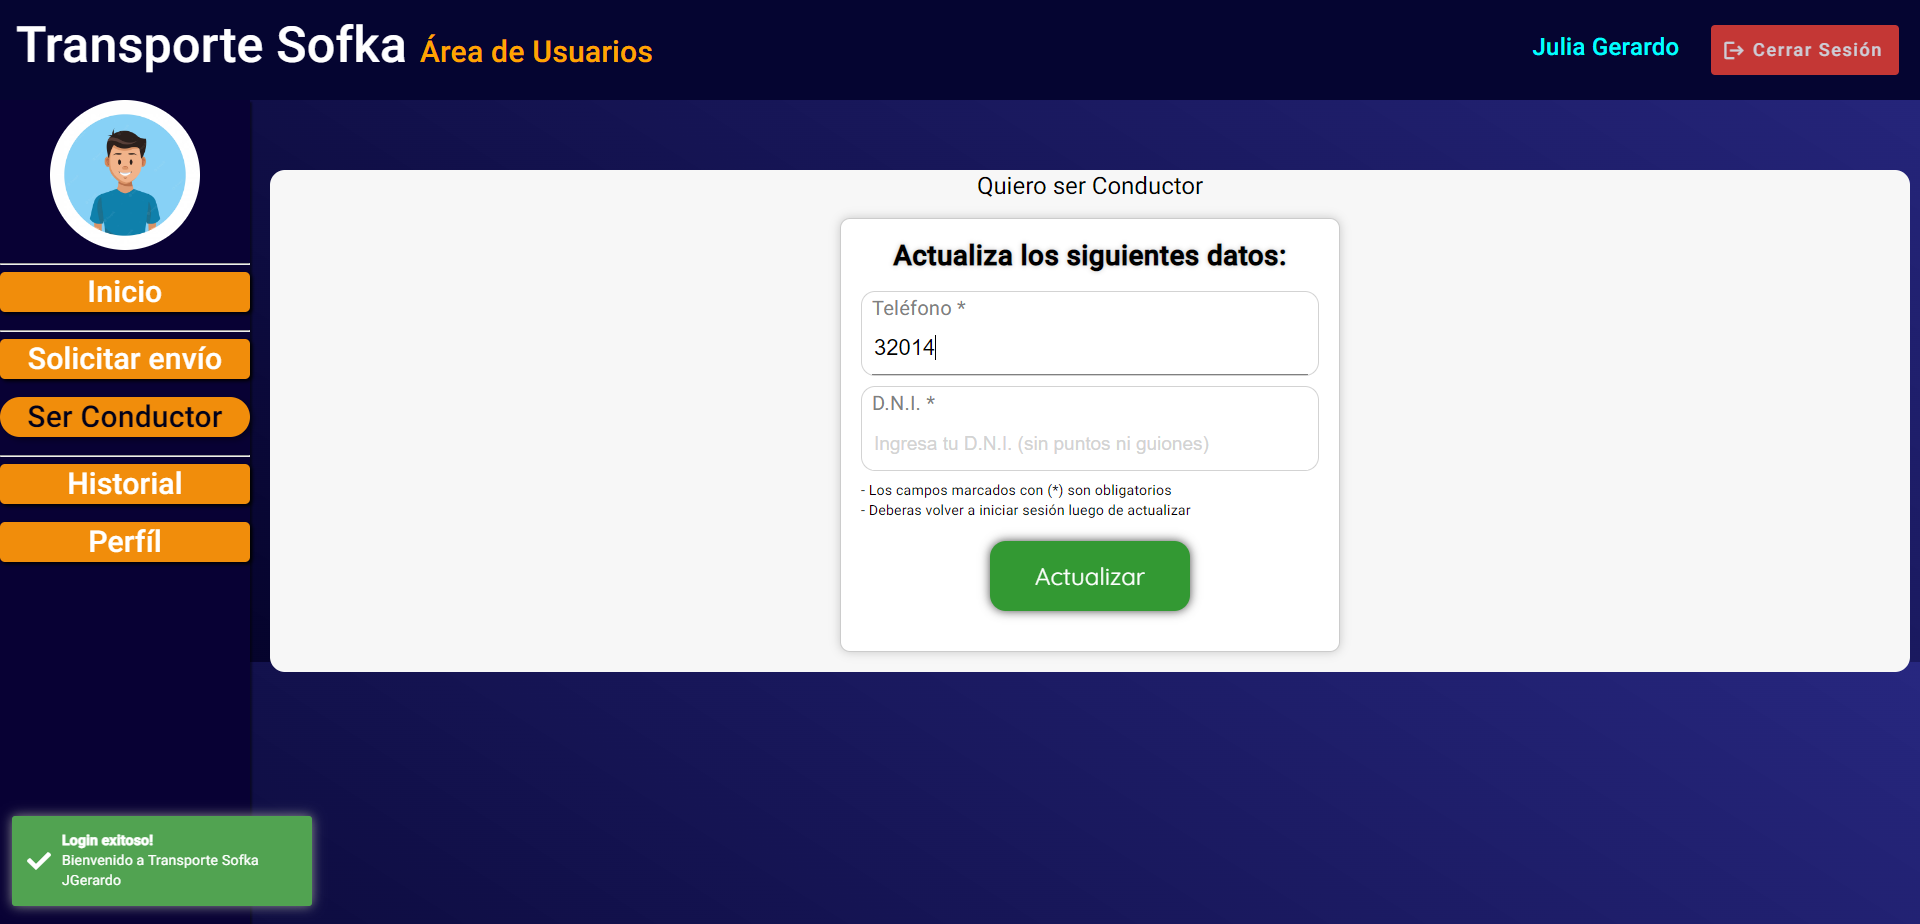 Transporte Sofka Área de Usuarios
Julia Gerardo
Cerrar Sesión
Inicio
Solicitar envío
Ser Conductor
Historial
Perfíl
Quiero ser Conductor
Actualiza los siguientes datos:
Teléfono *
32014
D.N.I. *
Ingresa tu D.N.I. (sin puntos ni guiones)
- Los campos marcados con (*) son obligatorios
- Deberas volver a iniciar sesión luego de actualizar
Actualizar
Login exitoso!
Bienvenido a Transporte Sofka
JGerardo